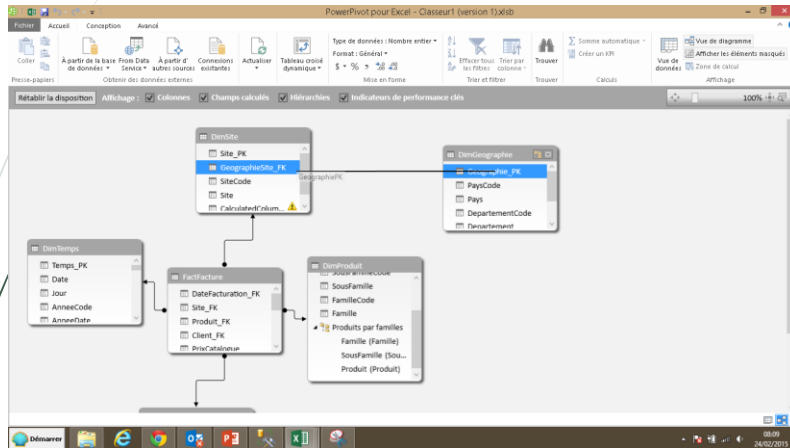 PowerPivot pour Excel - Classeur1 (version 1).xlsb
Fichier Accueil Conception Avancé
Coller
À partir de la base de données
From Data Service
À partir d' autres sources
Connexions existantes
Actualiser
Tableau croisé dynamique
Type de données : Nombre entier
Format : Général
$ % 
Effacer tous les filtres
Trier par colonne
Trouver
Somme automatique
Créer un KPI
Vue de données
Vue de diagramme
Afficher les éléments masqués
Zone de calcul
Presse-papiers
Obtenir des données externes
Mise en forme
Trier et filtrer
Trouver
Calculs
Affichage
Rétablir la disposition Affichage : Colonnes Champs calculés Hiérarchies Indicateurs de performance clés
100%
DimSite
Site_PK
GeographieSite_FK
SiteCode
Site
CalculatedColum...
GeographiePK
DimGeographie
Geographie_PK
PaysCode
Pays
DepartementCode
Departement
DimTemps
Temps_PK
Date
Jour
AnneeCode
AnneeDate
FactFacture
DateFacturation_FK
Site_FK
Produit_FK
Client_FK
PrixCatalogue
DimProduit
SousFamilleCode
SousFamille
FamilleCode
Famille
Produits par familles
Famille (Famille)
SousFamille (Sou...
Produit (Produit)
Démarrer
08:09
24/02/2015